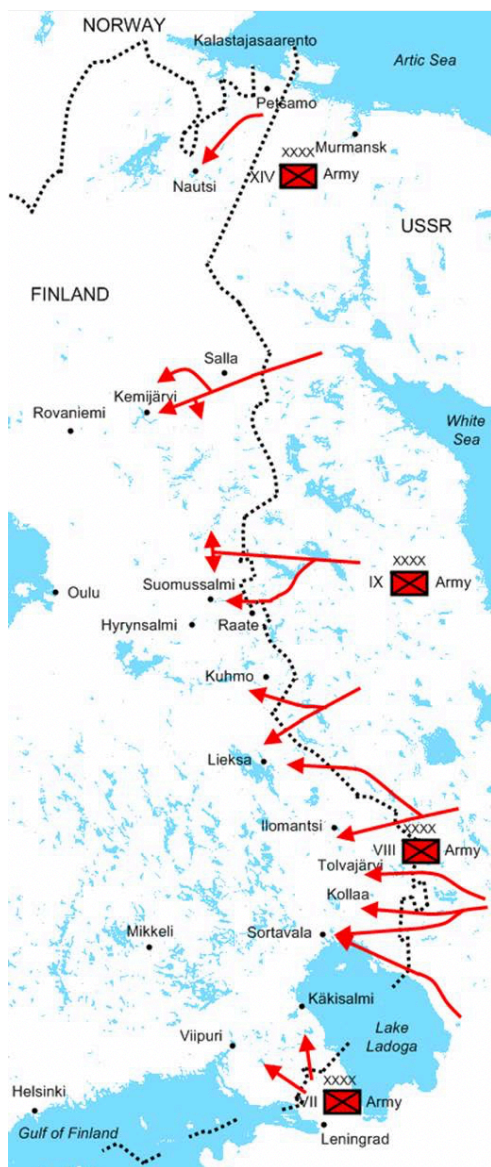 NORWAY
Kalastajasaarento
Artic Sea
Petsamo
Murmansk
XXXX
XIV Army
Nautsi
USSR
FINLAND
Salla
Kemijärvi
Rovaniemi
White
Sea
XXXX
IX Army
Suomussalmi
Oulu
Raate
Hyrynsalmi
Kuhmo
Lieksa
Ilomantsi
XXXX
VIII Army
Tolvajärvi
Kollaa
Sortavala
Mikkeli
Käkisalmi
Lake
Ladoga
Viipuri
XXXX
VII Army
Helsinki
Gulf of Finland
Leningrad